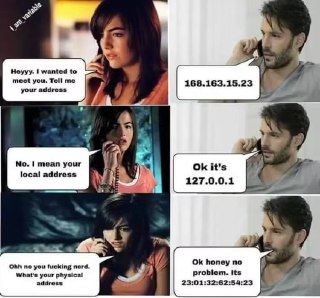 I_am_variable
Heyyy. I wanted to
meet you. Tell me
your address
168.163.15.23
No. I mean your
local address
Ok it's
127.0.0.1
Ohh no you fucking nerd.
What's your physical
address
Ok honey no
problem. Its
23:01:32:62:54:23